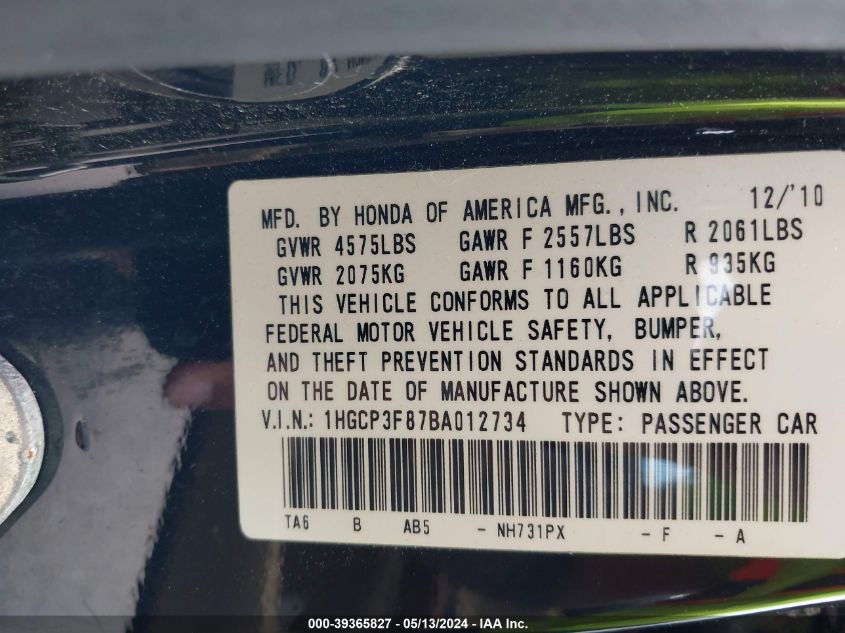 MFD. BY HONDA OF AMERICA MFG., INC. 12/'10
GVWR 4575LBS GAWR F 2557LBS R 2061LBS
GVWR 2075KG GAWR F 1160KG R 935KG
THIS VEHICLE CONFORMS TO ALL APPLICABLE
FEDERAL MOTOR VEHICLE SAFETY, BUMPER,
AND THEFT PREVENTION STANDARDS IN EFFECT
ON THE DATE OF MANUFACTURE SHOWN ABOVE.
V.I.N.: 1HGCP3F87BA012734 TYPE: PASSENGER CAR
TA6 B AB5 - NH731PX - F - A
000-39365827 - 05/13/2024 - IAA Inc.